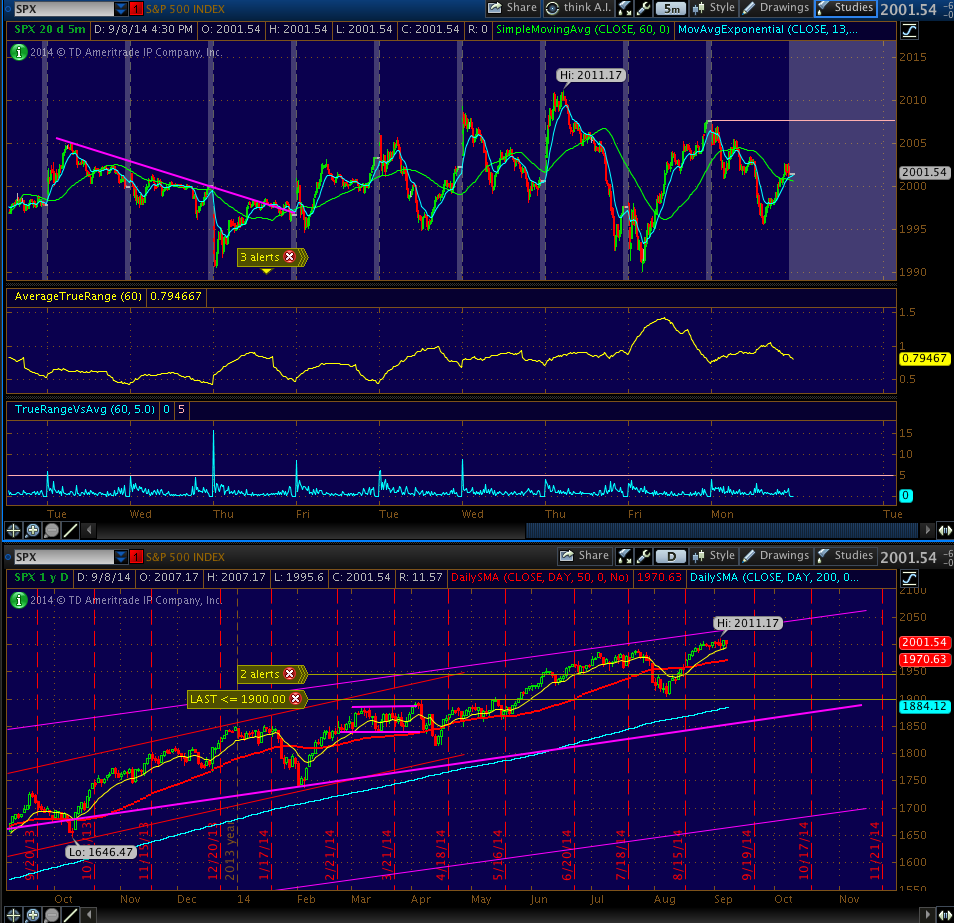 SPX 1 S&P 500 INDEX Share think A.I. 5m Style Drawings Studies 2001.54
SPX 20 d 5m D: 9/8/14 4:30 PM O: 2001.54 H: 2001.54 L: 2001.54 C: 2001.54 R: 0 SimpleMovingAvg (CLOSE, 60, 0) MovAvgExponential (CLOSE, 13,...
2014 © TD Ameritrade IP Company, Inc.
2015
Hi: 2011.17
2010
2005
2001.54
2000
1995
3 alerts
1990
AverageTrueRange (60) 0.794667
1.5
1
0.79467
0.5
TrueRangeVsAvg (60, 5.0) 0 5
15
10
5
0
Tue Wed Thu Fri Tue Wed Thu Fri Mon Tue
SPX 1 S&P 500 INDEX Share D Style Drawings Studies 2001.54
SPX 1 y D D: 9/8/14 O: 2007.17 H: 2007.17 L: 1995.6 C: 2001.54 R: 11.57 DailySMA (CLOSE, DAY, 50, 0, No) 1970.63 DailySMA (CLOSE, DAY, 200, 0...
2014 © TD Ameritrade IP Company, Inc.
2100
2050
Hi: 2011.17
2001.54
1970.63
2 alerts
1950
LAST <= 1900.00
1900
1884.12
1850
1800
1750
1700
1650
Lo: 1646.47
1600
1550
9/20/13 11/15/13 12/20/13 2013 year 1/17/14 2/21/14 3/21/14 4/18/14 5/16/14 6/20/14 7/18/14 8/15/14 9/19/14 10/17/14 11/21/14
Oct Nov Dec 14 Feb Mar Apr May Jun Jul Aug Sep Oct Nov